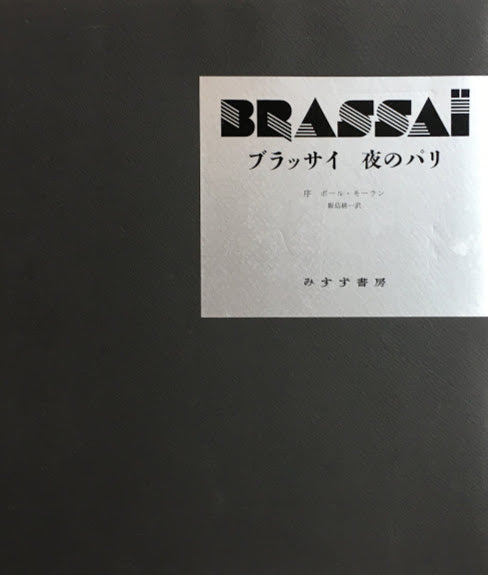 BRASSAÏ
ブラッサイ 夜のパリ
序 ポール・モーラン
飯島耕一訳
みすず書房